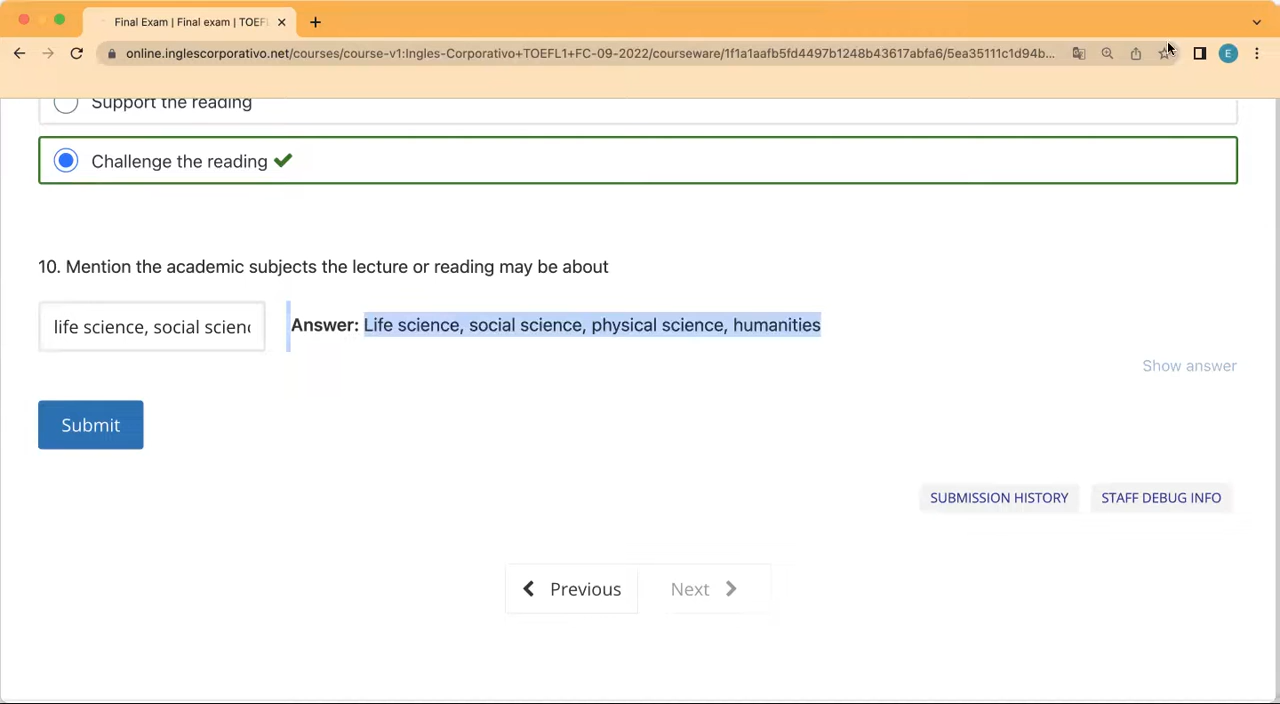 Final Exam | Final exam | TOEF
online.inglescorporativo.net/courses/course-v1:Ingles-Corporativo+TOEFL1+FC-09-2022/courseware/1f1a1aafb5fd4497b1248b43617abfa6/5ea35111c1d94b...
E
Support the reading
Challenge the reading
10. Mention the academic subjects the lecture or reading may be about
life science, social scienc
Answer: Life science, social science, physical science, humanities
Show answer
Submit
SUBMISSION HISTORY
STAFF DEBUG INFO
Previous
Next